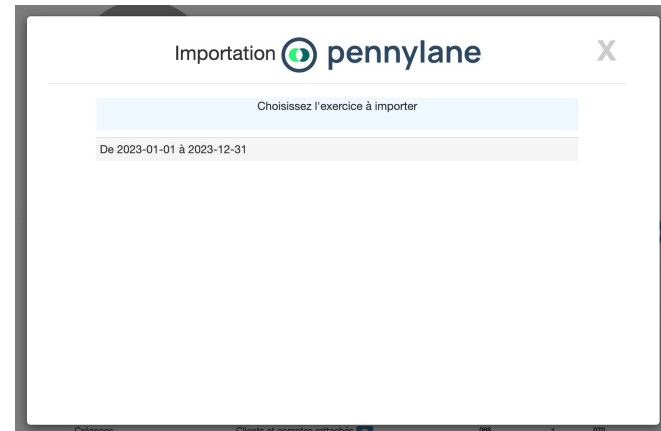 Importation pennylane X
Choisissez l'exercice à importer
De 2023-01-01 à 2023-12-31